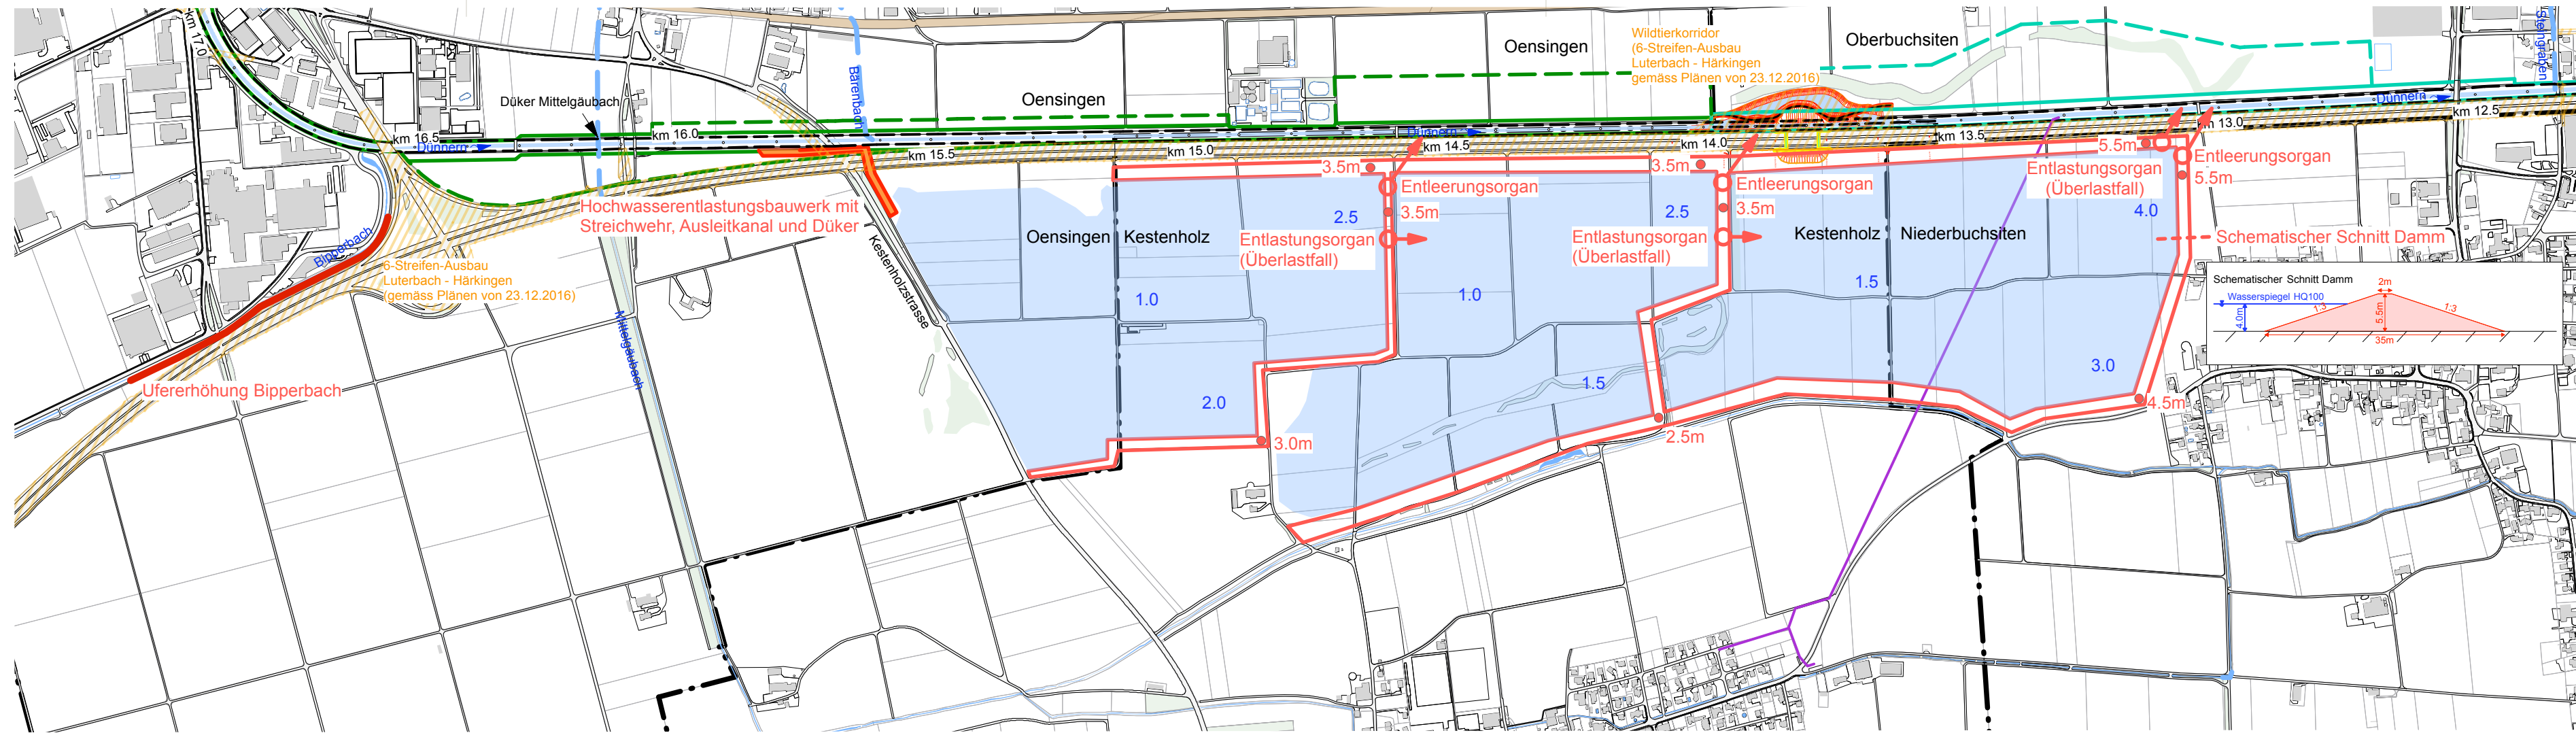 km 17.0
Düker Mittelgäubach
Bärenbach
Oensingen
Oensingen
Wildtierkorridor
(6-Streifen-Ausbau
Luterbach - Härkingen
gemäss Plänen von 23.12.2016)
Oberbuchsiten
Steingraben
km 16.5
Dünnern
km 16.0
km 15.5
km 15.0
Dünnern
km 14.5
km 14.0
km 13.5
km 13.0
Dünnern
km 12.5
3.5m
3.5m
5.5m
Entleerungsorgan
3.5m
Entlastungsorgan
(Überlastfall)
Entleerungsorgan
3.5m
Entlastungsorgan
(Überlastfall)
Entlastungsorgan
(Überlastfall)
Entleerungsorgan
5.5m
Hochwasserentlastungsbauwerk mit
Streichwehr, Ausleitkanal und Düker
Bipperbach
6-Streifen-Ausbau
Luterbach - Härkingen
(gemäss Plänen von 23.12.2016)
Ufererhöhung Bipperbach
Mittelgäubach
Kestenholzstrasse
Oensingen
Kestenholz
2.5
2.5
Kestenholz
Niederbuchsiten
4.0
1.0
1.0
1.5
2.0
1.5
3.0
3.0m
2.5m
4.5m
Schematischer Schnitt Damm
Schematischer Schnitt Damm
Wasserspiegel HQ100
2m
1:3
1:3
4.0m
5.5m
35m